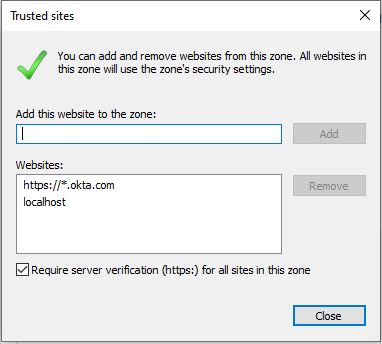 Trusted sites
You can add and remove websites from this zone. All websites
in this zone will use the zone's security settings.
Add this website to the zone:
Add
Websites:
https://*.okta.com
localhost
Remove
Require server verification (https:) for all sites in this zone
Close